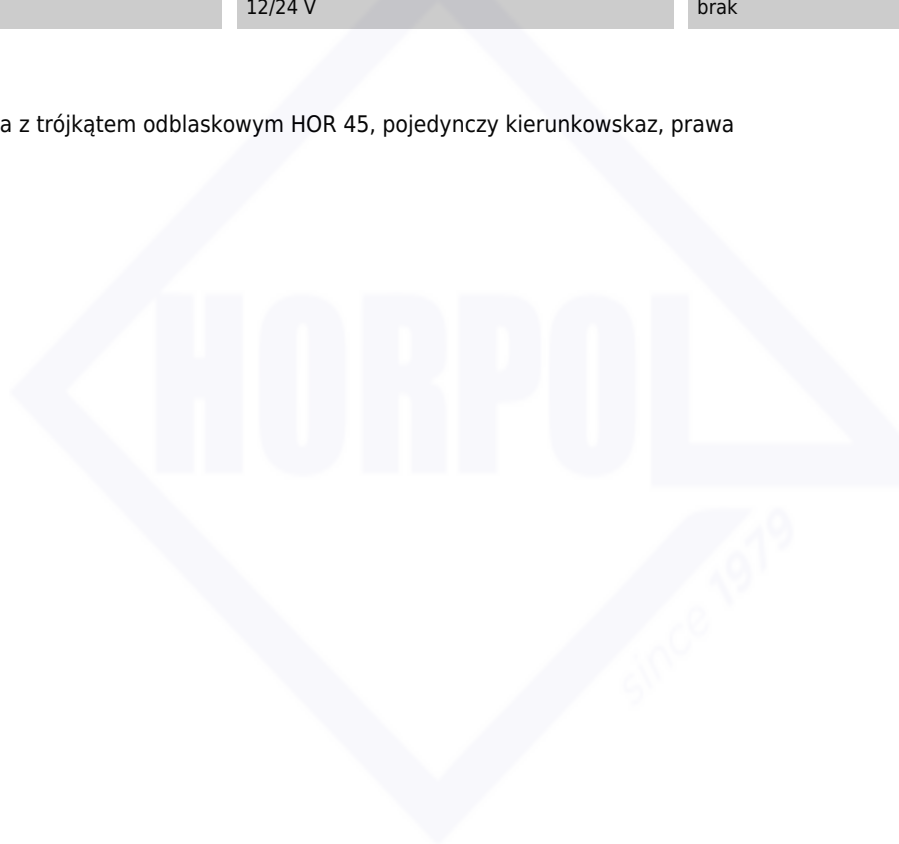 12/24 V brak
a z trójkątem odblaskowym HOR 45, pojedynczy kierunkowskaz, prawa
HORPOL
since 1979